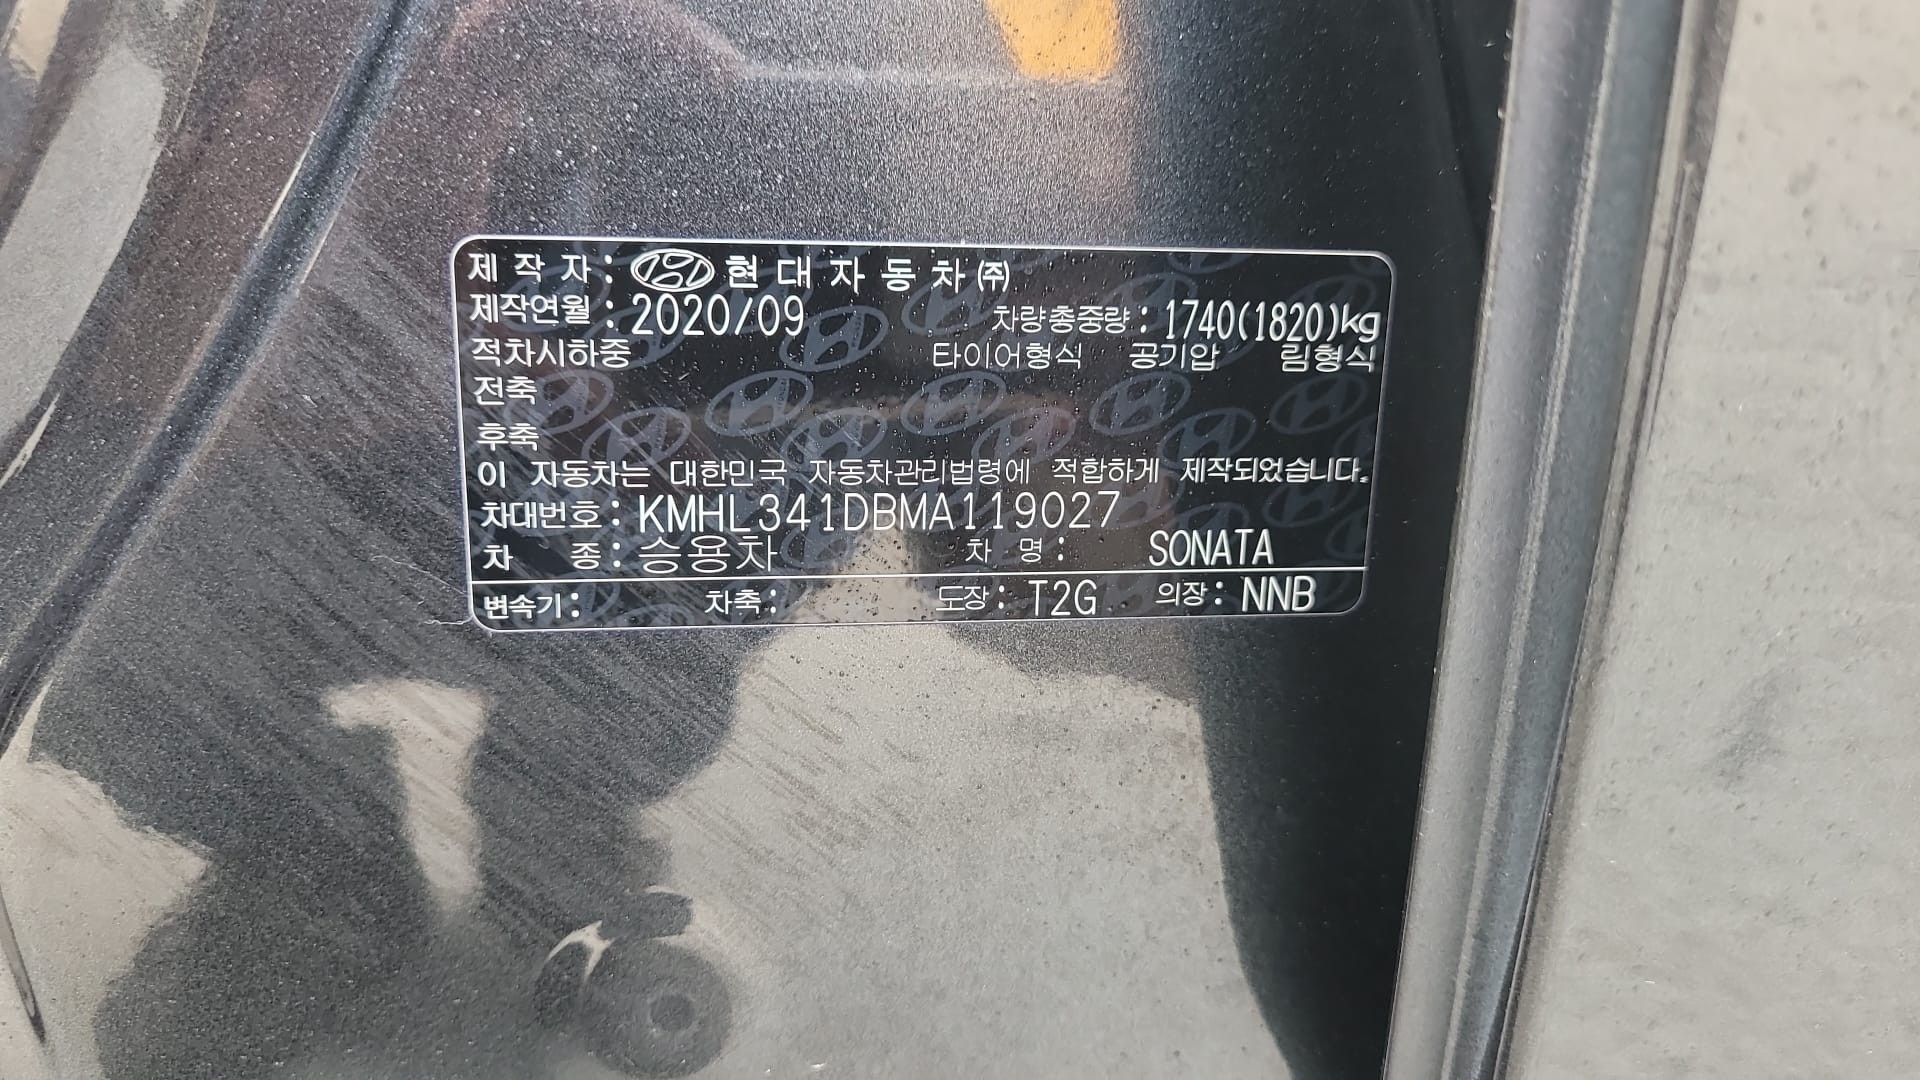 제 작 자 : 현 대 자 동 차 ㈜
제작연월 : 2020/09 차량총중량 : 1740(1820)kg
적차시하중 타이어형식 공기압 림형식
전축
후축
이 자동차는 대한민국 자동차관리법령에 적합하게 제작되었습니다.
차대번호 : KMHL341DBMA119027
차 종 : 승용차 차 명 : SONATA
변속기 : 차축 : 도장 : T2G 의장 : NNB